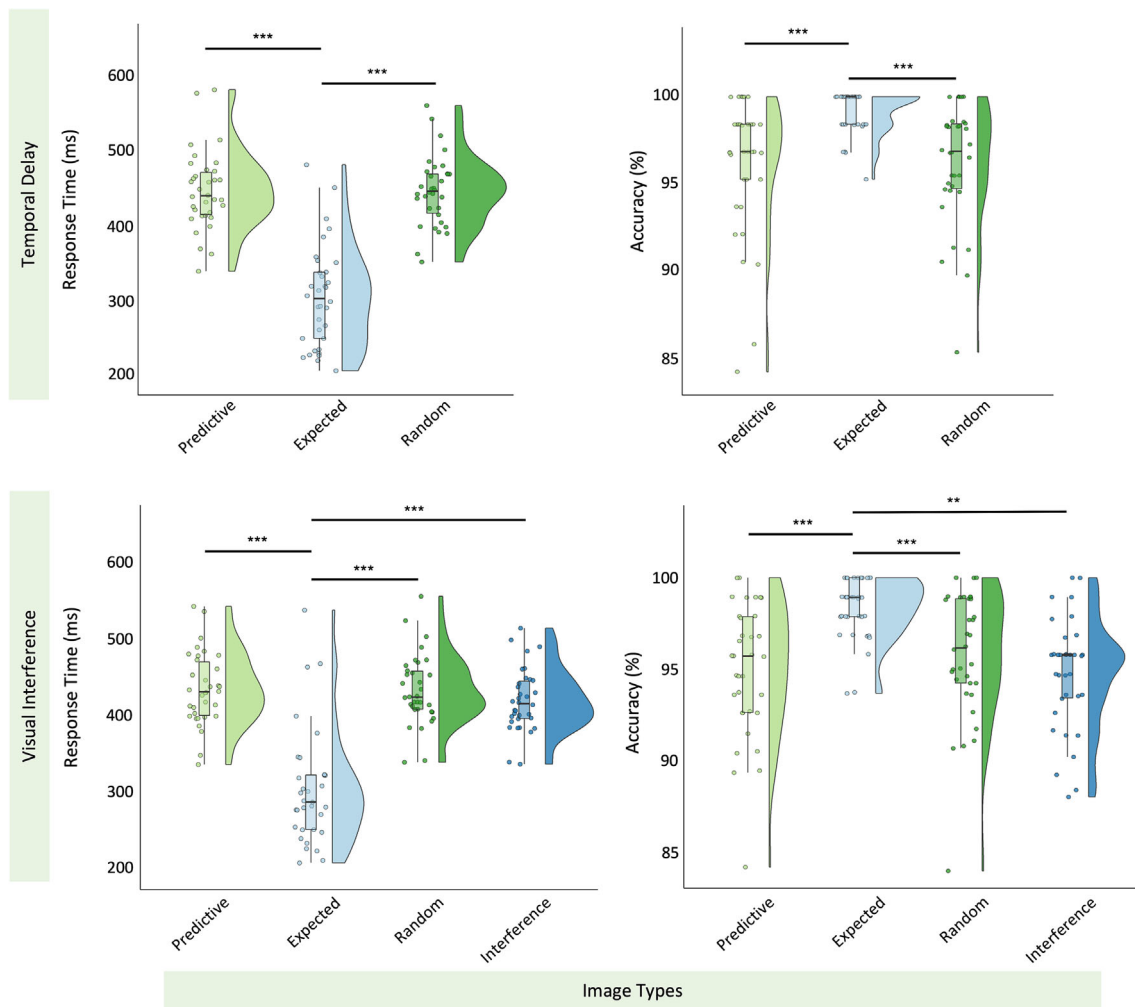 Temporal Delay
Response Time (ms)
600
500
400
300
200
***
***
Predictive
Expected
Random
Accuracy (%)
100
95
90
85
***
***
Predictive
Expected
Random
Visual Interference
Response Time (ms)
600
500
400
300
200
***
***
***
Predictive
Expected
Random
Interference
Accuracy (%)
100
95
90
85
**
***
***
Predictive
Expected
Random
Interference
Image Types